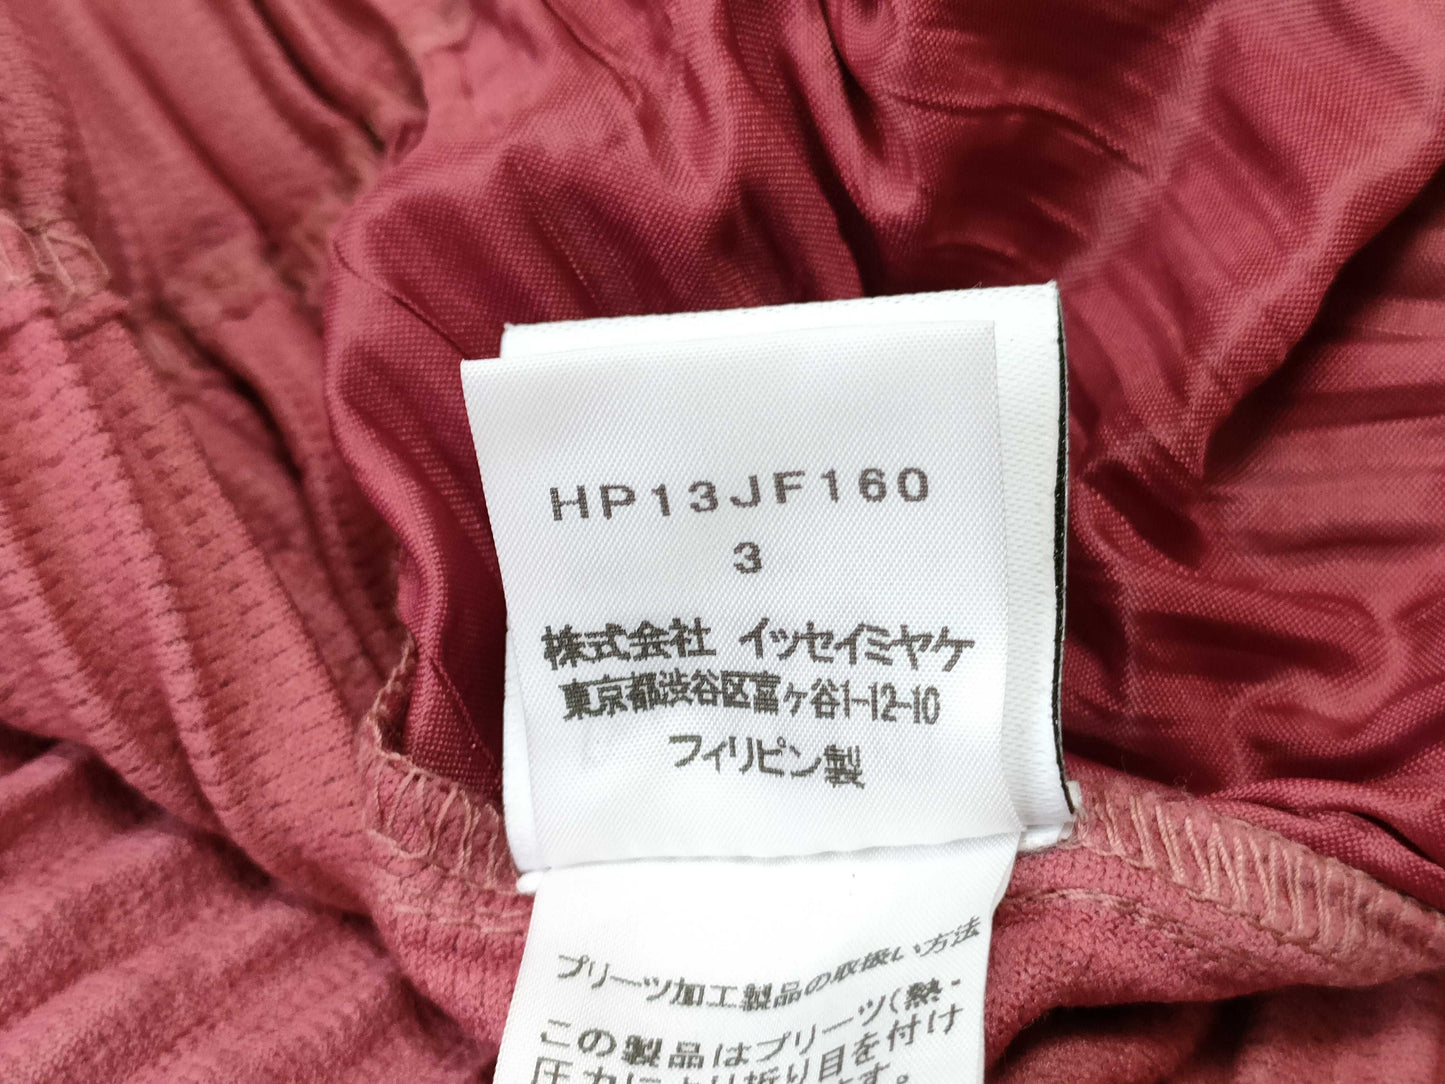 HP13JF160
3
株式会社 イッセイミヤケ
東京都渋谷区富ヶ谷1-12-10
フィリピン製
プリーツ加工製品の取扱い方法
この製品はプリーツ(熱・
圧力により折り目を付け
ます。